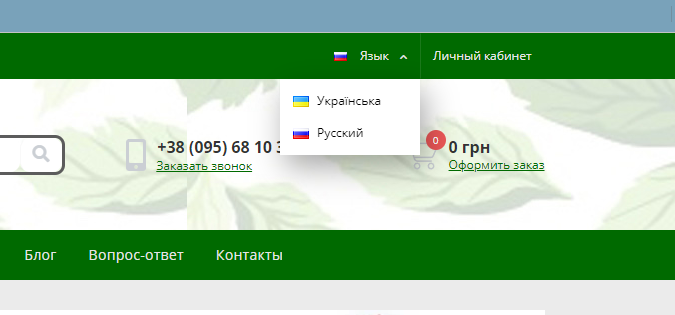 Язык
Личный кабинет
Українська
Русский
+38 (095) 68 10
0
0 грн
Заказать звонок
Оформить заказ
Блог
Вопрос-ответ
Контакты